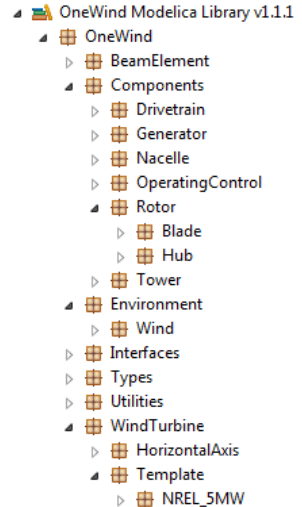 OneWind Modelica Library v1.1.1
OneWind
BeamElement
Components
Drivetrain
Generator
Nacelle
OperatingControl
Rotor
Blade
Hub
Tower
Environment
Wind
Interfaces
Types
Utilities
WindTurbine
HorizontalAxis
Template
NREL_5MW